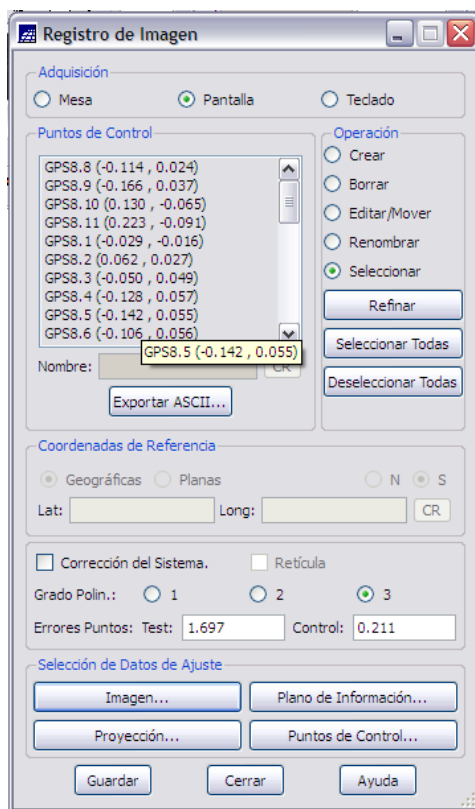 Registro de Imagen
Adquisición
Mesa Pantalla Teclado
Puntos de Control
GPS8.8 (-0.114 , 0.024)
GPS8.9 (-0.166 , 0.037)
GPS8.10 (0.130 , -0.065)
GPS8.11 (0.223 , -0.091)
GPS8.1 (-0.029 , -0.016)
GPS8.2 (0.062 , 0.027)
GPS8.3 (-0.050 , 0.049)
GPS8.4 (-0.128 , 0.057)
GPS8.5 (-0.142 , 0.055)
GPS8.6 (-0.106 , 0.056)
GPS8.5 (-0.142 , 0.055)
Nombre: CR
Exportar ASCII...
Operación
Crear
Borrar
Editar/Mover
Renombrar
Seleccionar
Refinar
Seleccionar Todas
Deseleccionar Todas
Coordenadas de Referencia
Geográficas Planas N S
Lat: Long: CR
Corrección del Sistema. Retícula
Grado Polin.: 1 2 3
Errores Puntos: Test: 1.697 Control: 0.211
Selección de Datos de Ajuste
Imagen... Plano de Información...
Proyección... Puntos de Control...
Guardar Cerrar Ayuda